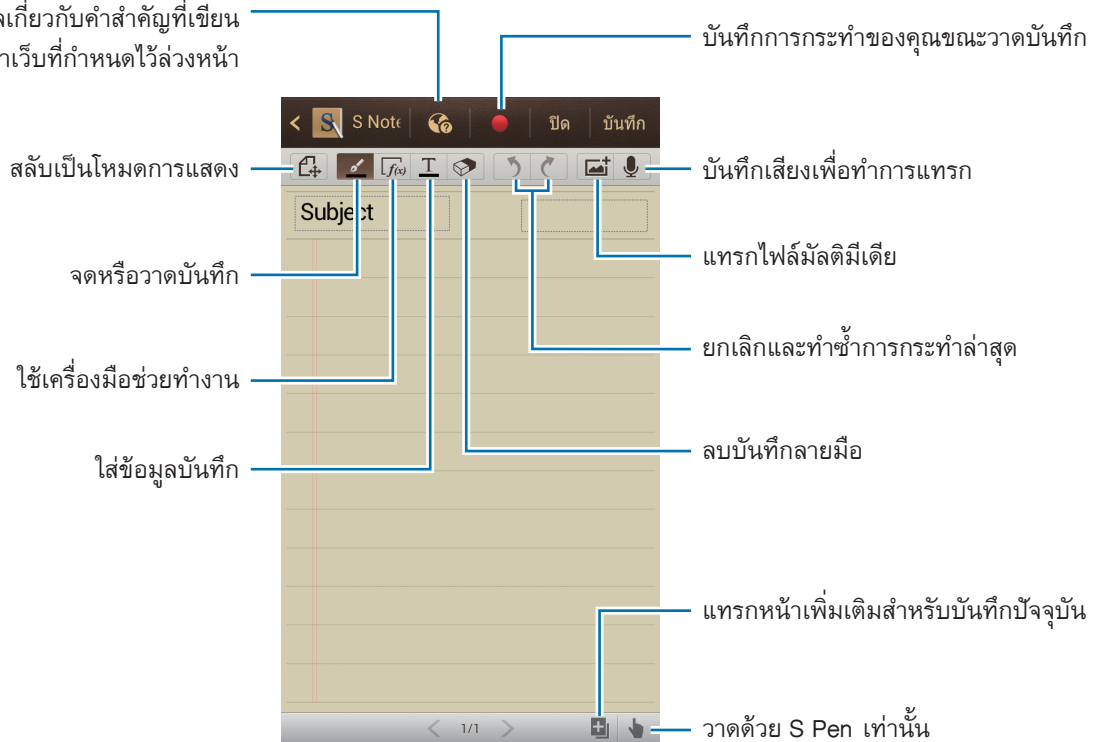 ลเกี่ยวกับคำสำคัญที่เขียน
าเว็บที่กำหนดไว้ล่วงหน้า
บันทึกการกระทำของคุณขณะวาดบันทึก
S S Note ปิด บันทึก
สลับเป็นโหมดการแสดง
f(x) T
บันทึกเสียงเพื่อทำการแทรก
Subject
จดหรือวาดบันทึก
แทรกไฟล์มัลติมีเดีย
ยกเลิกและทำซ้ำการกระทำล่าสุด
ใช้เครื่องมือช่วยทำงาน
ลบบันทึกลายมือ
ใส่ข้อมูลบันทึก
แทรกหน้าเพิ่มเติมสำหรับบันทึกปัจจุบัน
1/1
วาดด้วย S Pen เท่านั้น